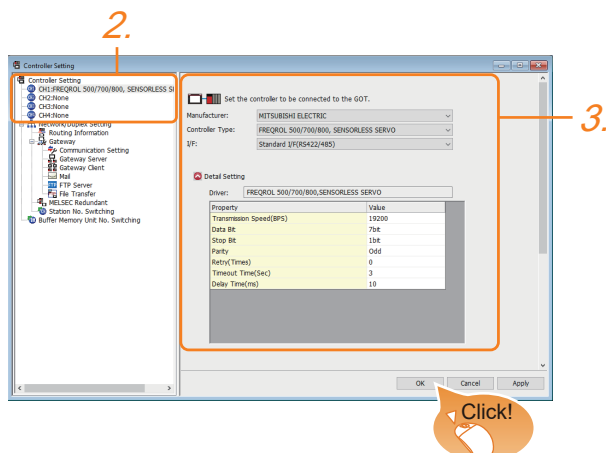 2.
Controller Setting
Controller Setting
CH1:FREQROL 500/700/800, SENSORLESS SI
CH2:None
CH3:None
CH4:None
Network/Duplex Setting
Routing Information
Gateway
Communication Setting
Gateway Server
Gateway Client
Mail
FTP Server
File Transfer
MELSEC Redundant
Station No. Switching
Buffer Memory Unit No. Switching
Set the controller to be connected to the GOT.
Manufacturer: MITSUBISHI ELECTRIC
Controller Type: FREQROL 500/700/800, SENSORLESS SERVO
I/F: Standard I/F(RS422/485)
3.
Detail Setting
Driver: FREQROL 500/700/800,SENSORLESS SERVO
Property Value
Transmission Speed(BPS) 19200
Data Bit 7bit
Stop Bit 1bit
Parity Odd
Retry(Times) 0
Timeout Time(Sec) 3
Delay Time(ms) 10
OK Cancel Apply
Click!